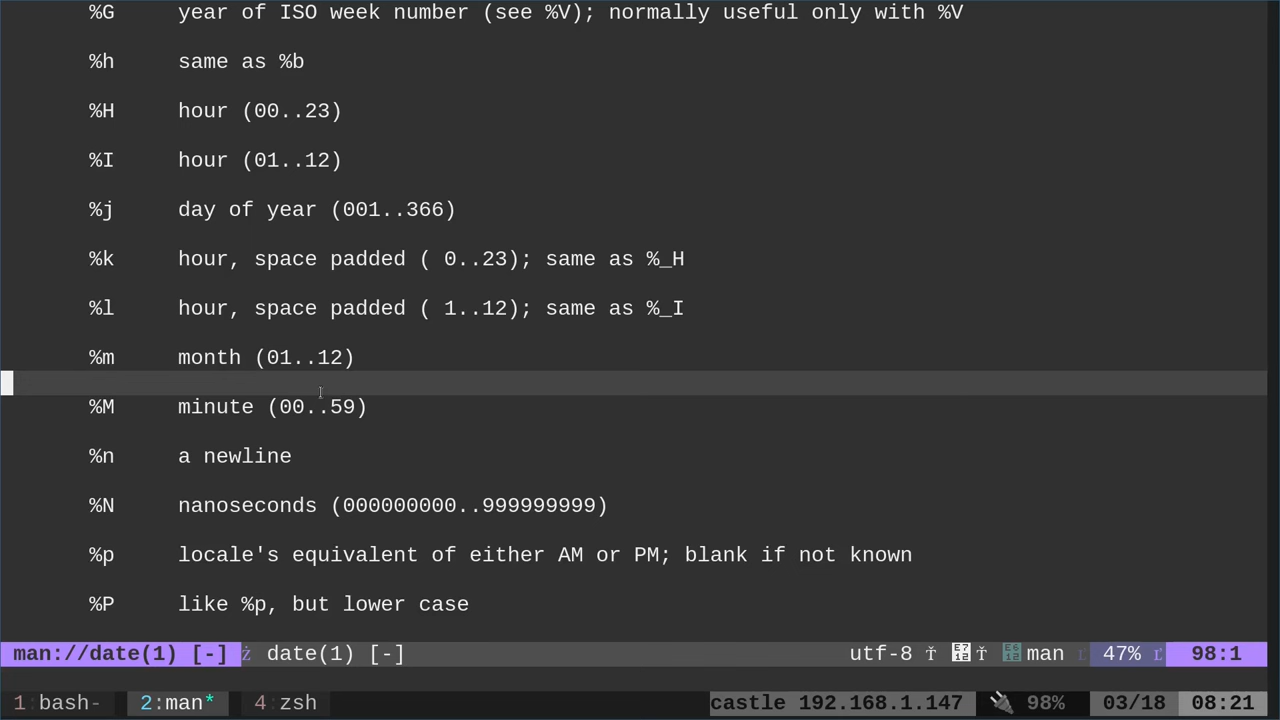 %G year of ISO week number (see %V); normally useful only with %V
%h same as %b
%H hour (00..23)
%I hour (01..12)
%j day of year (001..366)
%k hour, space padded ( 0..23); same as %_H
%l hour, space padded ( 1..12); same as %_I
%m month (01..12)
%M minute (00..59)
%n a newline
%N nanoseconds (000000000..999999999)
%p locale's equivalent of either AM or PM; blank if not known
%P like %p, but lower case
man://date(1) [-] date(1) [-] utf-8 man 47% 98:1
1:bash- 2:man* 4:zsh castle 192.168.1.147 98% 03/18 08:21